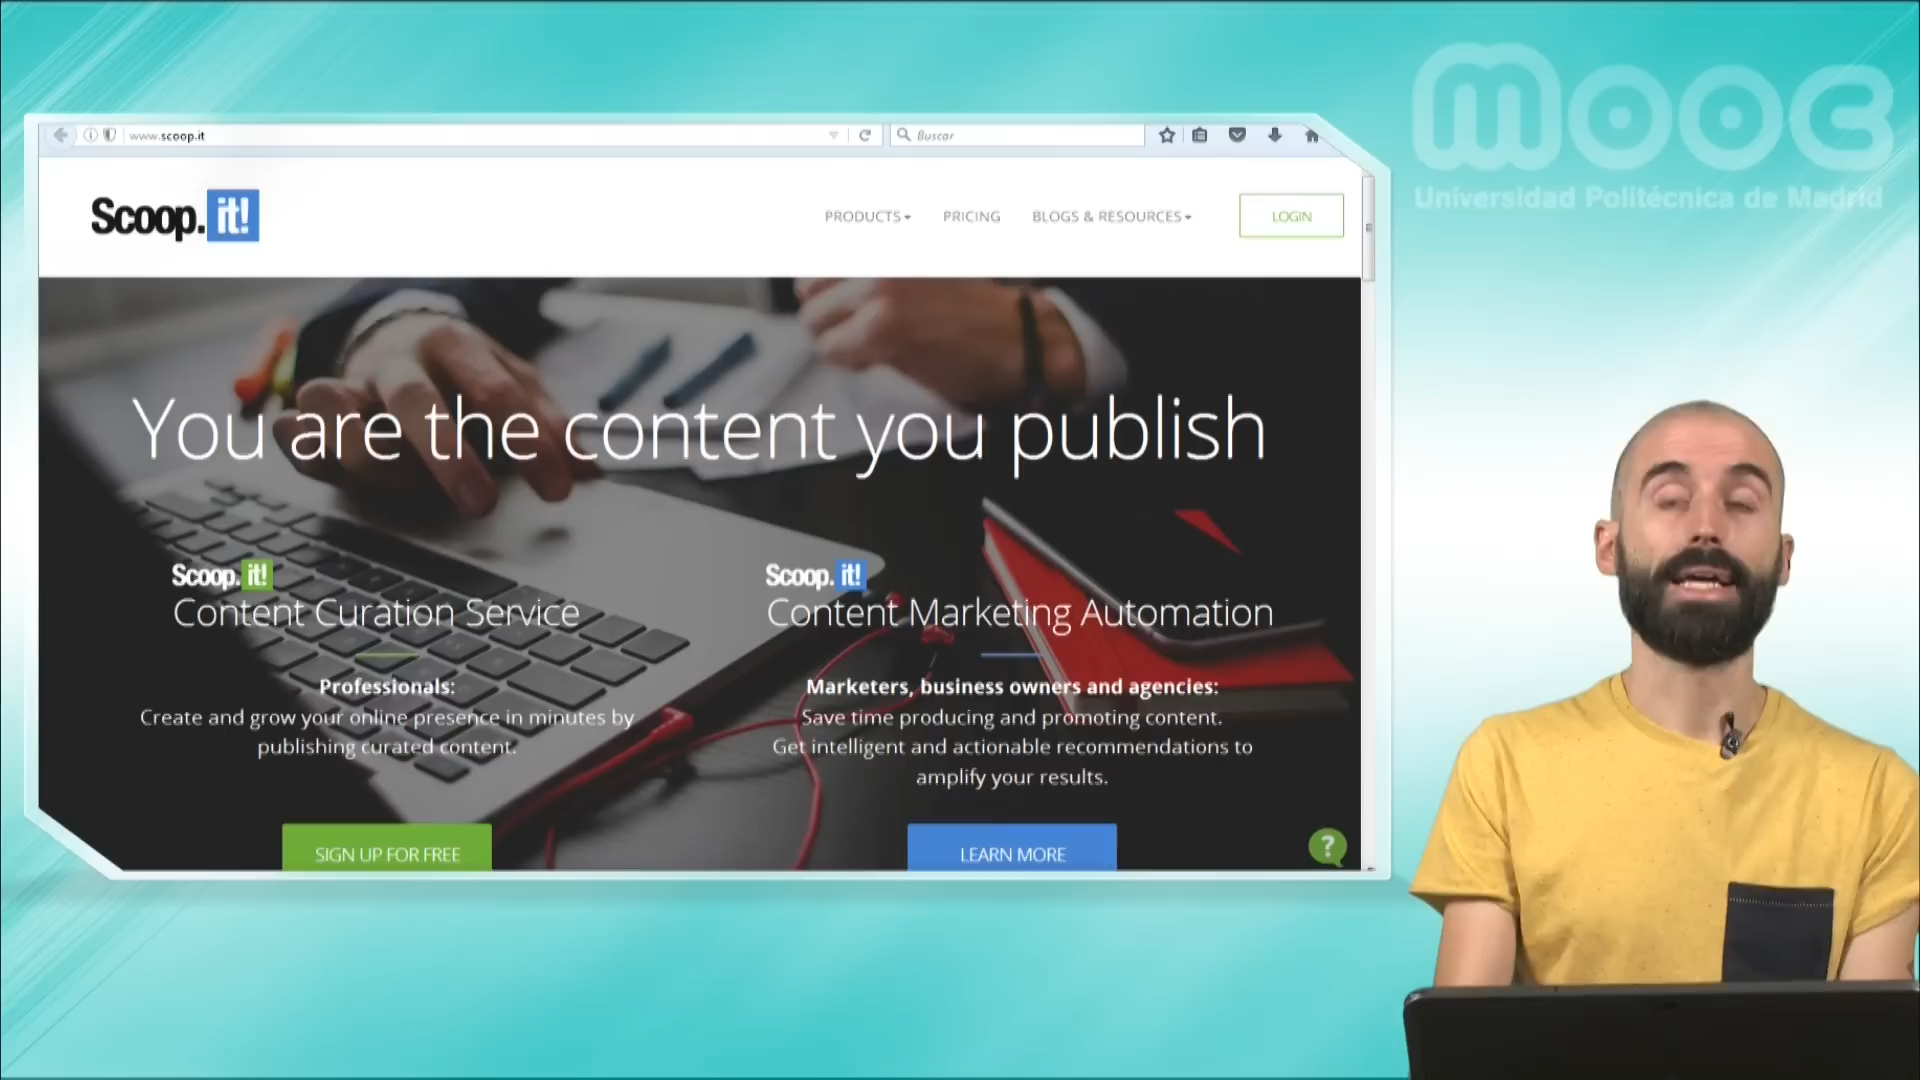 mooc
Universidad Politécnica de Madrid
www.scoop.it
Buscar
Scoop.it!
PRODUCTS
PRICING
BLOGS & RESOURCES
LOGIN
You are the content you publish
Scoop.it!
Content Curation Service
Professionals:
Create and grow your online presence in minutes by
publishing curated content.
SIGN UP FOR FREE
Scoop.it!
Content Marketing Automation
Marketers, business owners and agencies:
Save time producing and promoting content.
Get intelligent and actionable recommendations to
amplify your results.
LEARN MORE
?